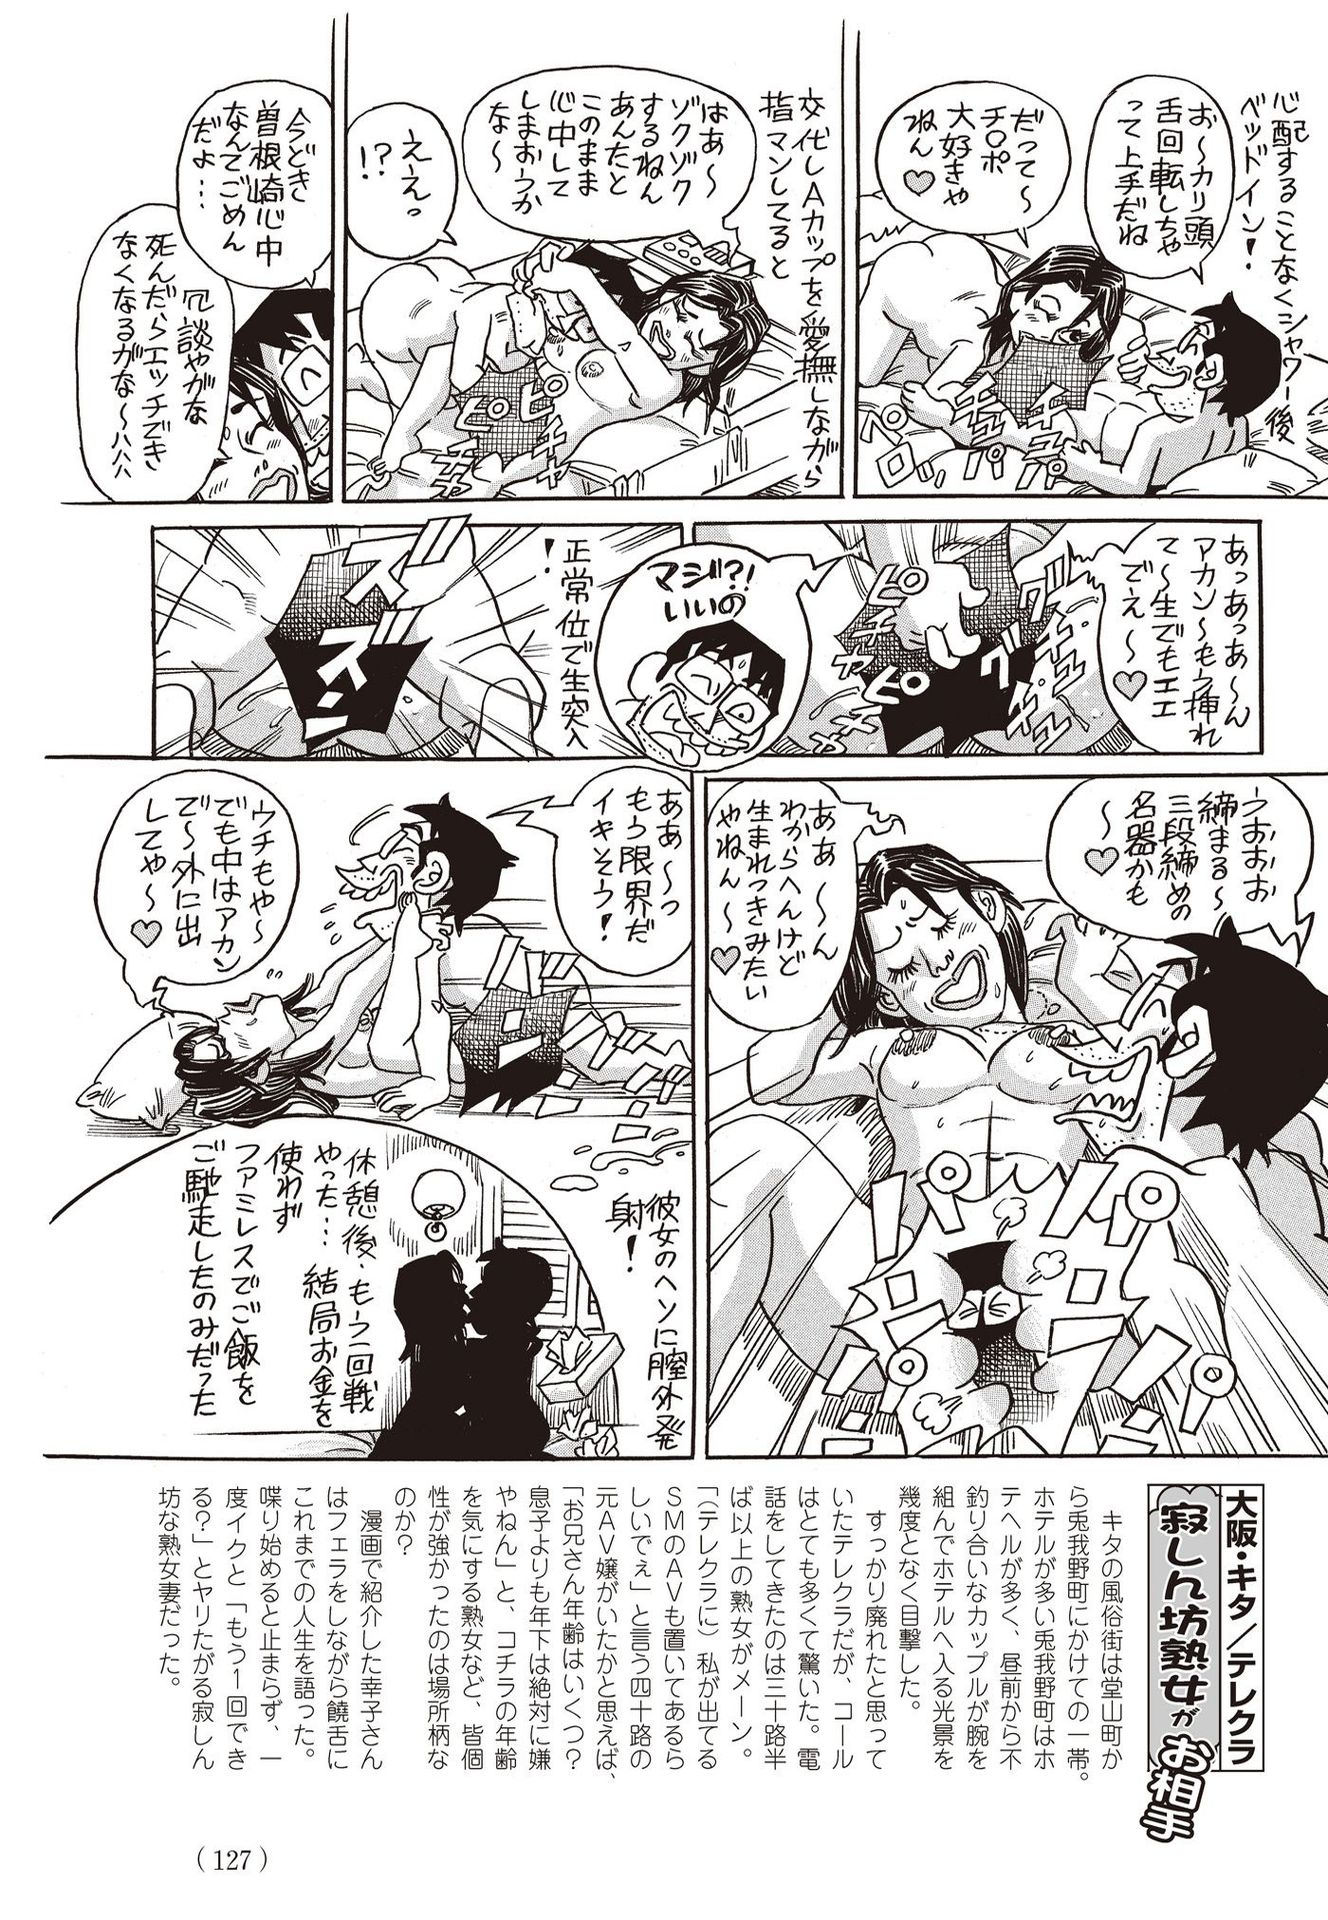 心配することなくシャワー後
ベッドイン!
お〜カリ頭
舌回転しちゃ
って上手だね
だって〜
チ○ポ
大好きや
ねん♡
ペロッ
チュパ
チュパ
交代しAカップを愛撫しながら
指マンしてると
はあ〜
ゾクゾク
するねん
あんたと
このまま
心中して
しまおうか
な〜
えーえっ
!?
ピチャ
ピチャ
今どき
曽根崎心中
なんてごめん
だよ…
冗談やがな
死んだらエッチでき
なくなるがな〜ハハハ
あっあっあ〜ん
アカン〜もう挿れ
て〜生でもエエ
でえ〜♡
グチュ
グチュ
ピチャ
ピチャ
マジ?!
いいの
正常位で生突入
!
ズズ
ズン
うおおお
締まる〜
三段締めの
名器かも
〜♡
ああ〜ん
わからへんけど
生まれつきみたい
やねん〜♡
パンパン
パンパン
ああ〜っ
もう限界だ
イキそう!
ウチもや〜
でも中はアカン
で〜外に出
してや〜♡
彼女のヘソに膣外発
射!
休憩後、もう一回戦
やった…結局お金を
使わず
ファミレスでご飯を
ご馳走したのみだった
大阪・キタ/テレクラ
寂しん坊熟女が
お相手
キタの風俗街は堂山町か
ら兎我野町にかけての一帯。
ホテルが多い兎我野町はホ
テヘルが多く、昼前から不
釣り合いなカップルが腕を
組んでホテルへ入る光景を
幾度となく目撃した。
すっかり廃れたと思って
いたテレクラだが、コール
はとても多くて驚いた。電
話をしてきたのは三十路半
ば以上の熟女がメーン。
「(テレクラに)私が出てる
SMのAVも置いてあるら
しいでぇ」と言う四十路の
元AV嬢がいたかと思えば、
「お兄さん年齢はいくつ?
息子よりも年下は絶対に嫌
やねん」と、コチラの年齢
を気にする熟女など、皆個
性が強かったのは場所柄な
のか?
漫画で紹介した幸子さん
はフェラをしながら饒舌に
これまでの人生を語った。
喋り始めると止まらず、一
度イクと「もう1回でき
る?」とヤリたがる寂しん
坊な熟女妻だった。
(127)